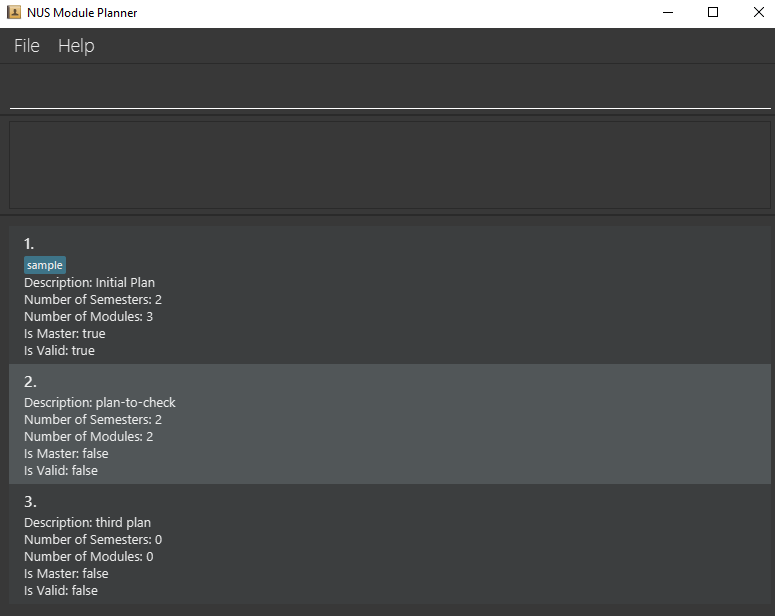 NUS Module Planner
File Help
1.
sample
Description: Initial Plan
Number of Semesters: 2
Number of Modules: 3
Is Master: true
Is Valid: true
2.
Description: plan-to-check
Number of Semesters: 2
Number of Modules: 2
Is Master: false
Is Valid: false
3.
Description: third plan
Number of Semesters: 0
Number of Modules: 0
Is Master: false
Is Valid: false